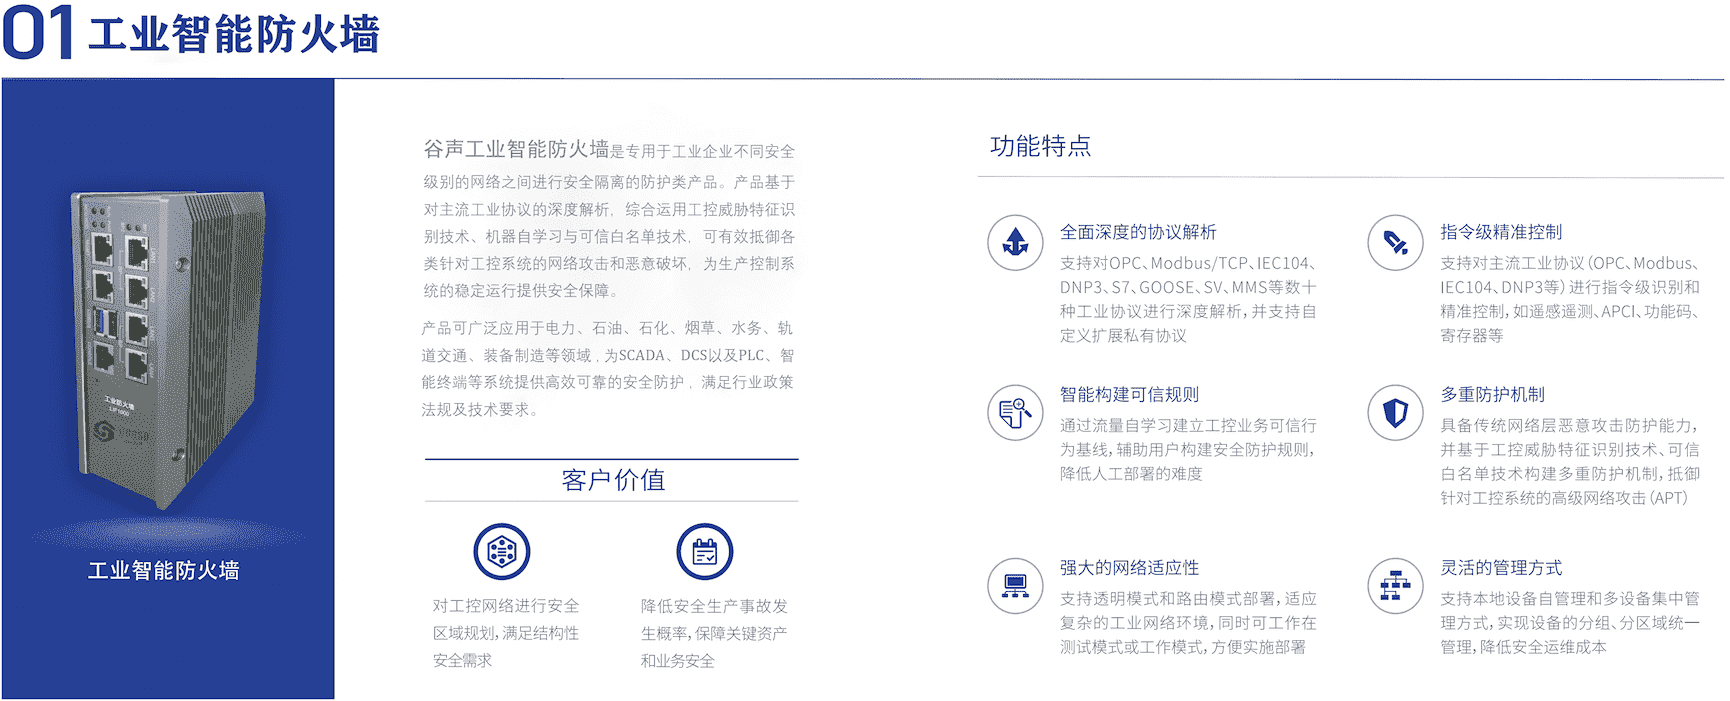 01 工业智能防火墙
工业防火墙
工业智能防火墙
谷声工业智能防火墙是专用于工业企业不同安全
级别的网络之间进行安全隔离的防护类产品。产品基于
对主流工业协议的深度解析，综合运用工控威胁特征识
别技术、机器自学习与可信白名单技术，可有效抵御各
类针对工控系统的网络攻击和恶意破坏，为生产控制系
统的稳定运行提供安全保障。
产品可广泛应用于电力、石油、石化、烟草、水务、轨
道交通、装备制造等领域，为SCADA、DCS以及PLC、智
能终端等系统提供高效可靠的安全防护，满足行业政策
法规及技术要求。
客户价值
对工控网络进行安全
区域规划，满足结构性
安全需求
降低安全生产事故发
生概率，保障关键资产
和业务安全
功能特点
全面深度的协议解析
支持对OPC、Modbus/TCP、IEC104、
DNP3、S7、GOOSE、SV、MMS等数十
种工业协议进行深度解析，并支持自
定义扩展私有协议
指令级精准控制
支持对主流工业协议（OPC、Modbus、
IEC104、DNP3等）进行指令级识别和
精准控制，如遥感遥测、APCI、功能码、
寄存器等
智能构建可信规则
通过流量自学习建立工控业务可信行
为基线，辅助用户构建安全防护规则，
降低人工部署的难度
多重防护机制
具备传统网络层恶意攻击防护能力，
并基于工控威胁特征识别技术、可信
白名单技术构建多重防护机制，抵御
针对工控系统的高级网络攻击（APT）
强大的网络适应性
支持透明模式和路由模式部署，适应
复杂的工业网络环境，同时可工作在
测试模式或工作模式，方便实施部署
灵活的管理方式
支持本地设备自管理和多设备集中管
理方式，实现设备的分组、分区域统一
管理，降低安全运维成本